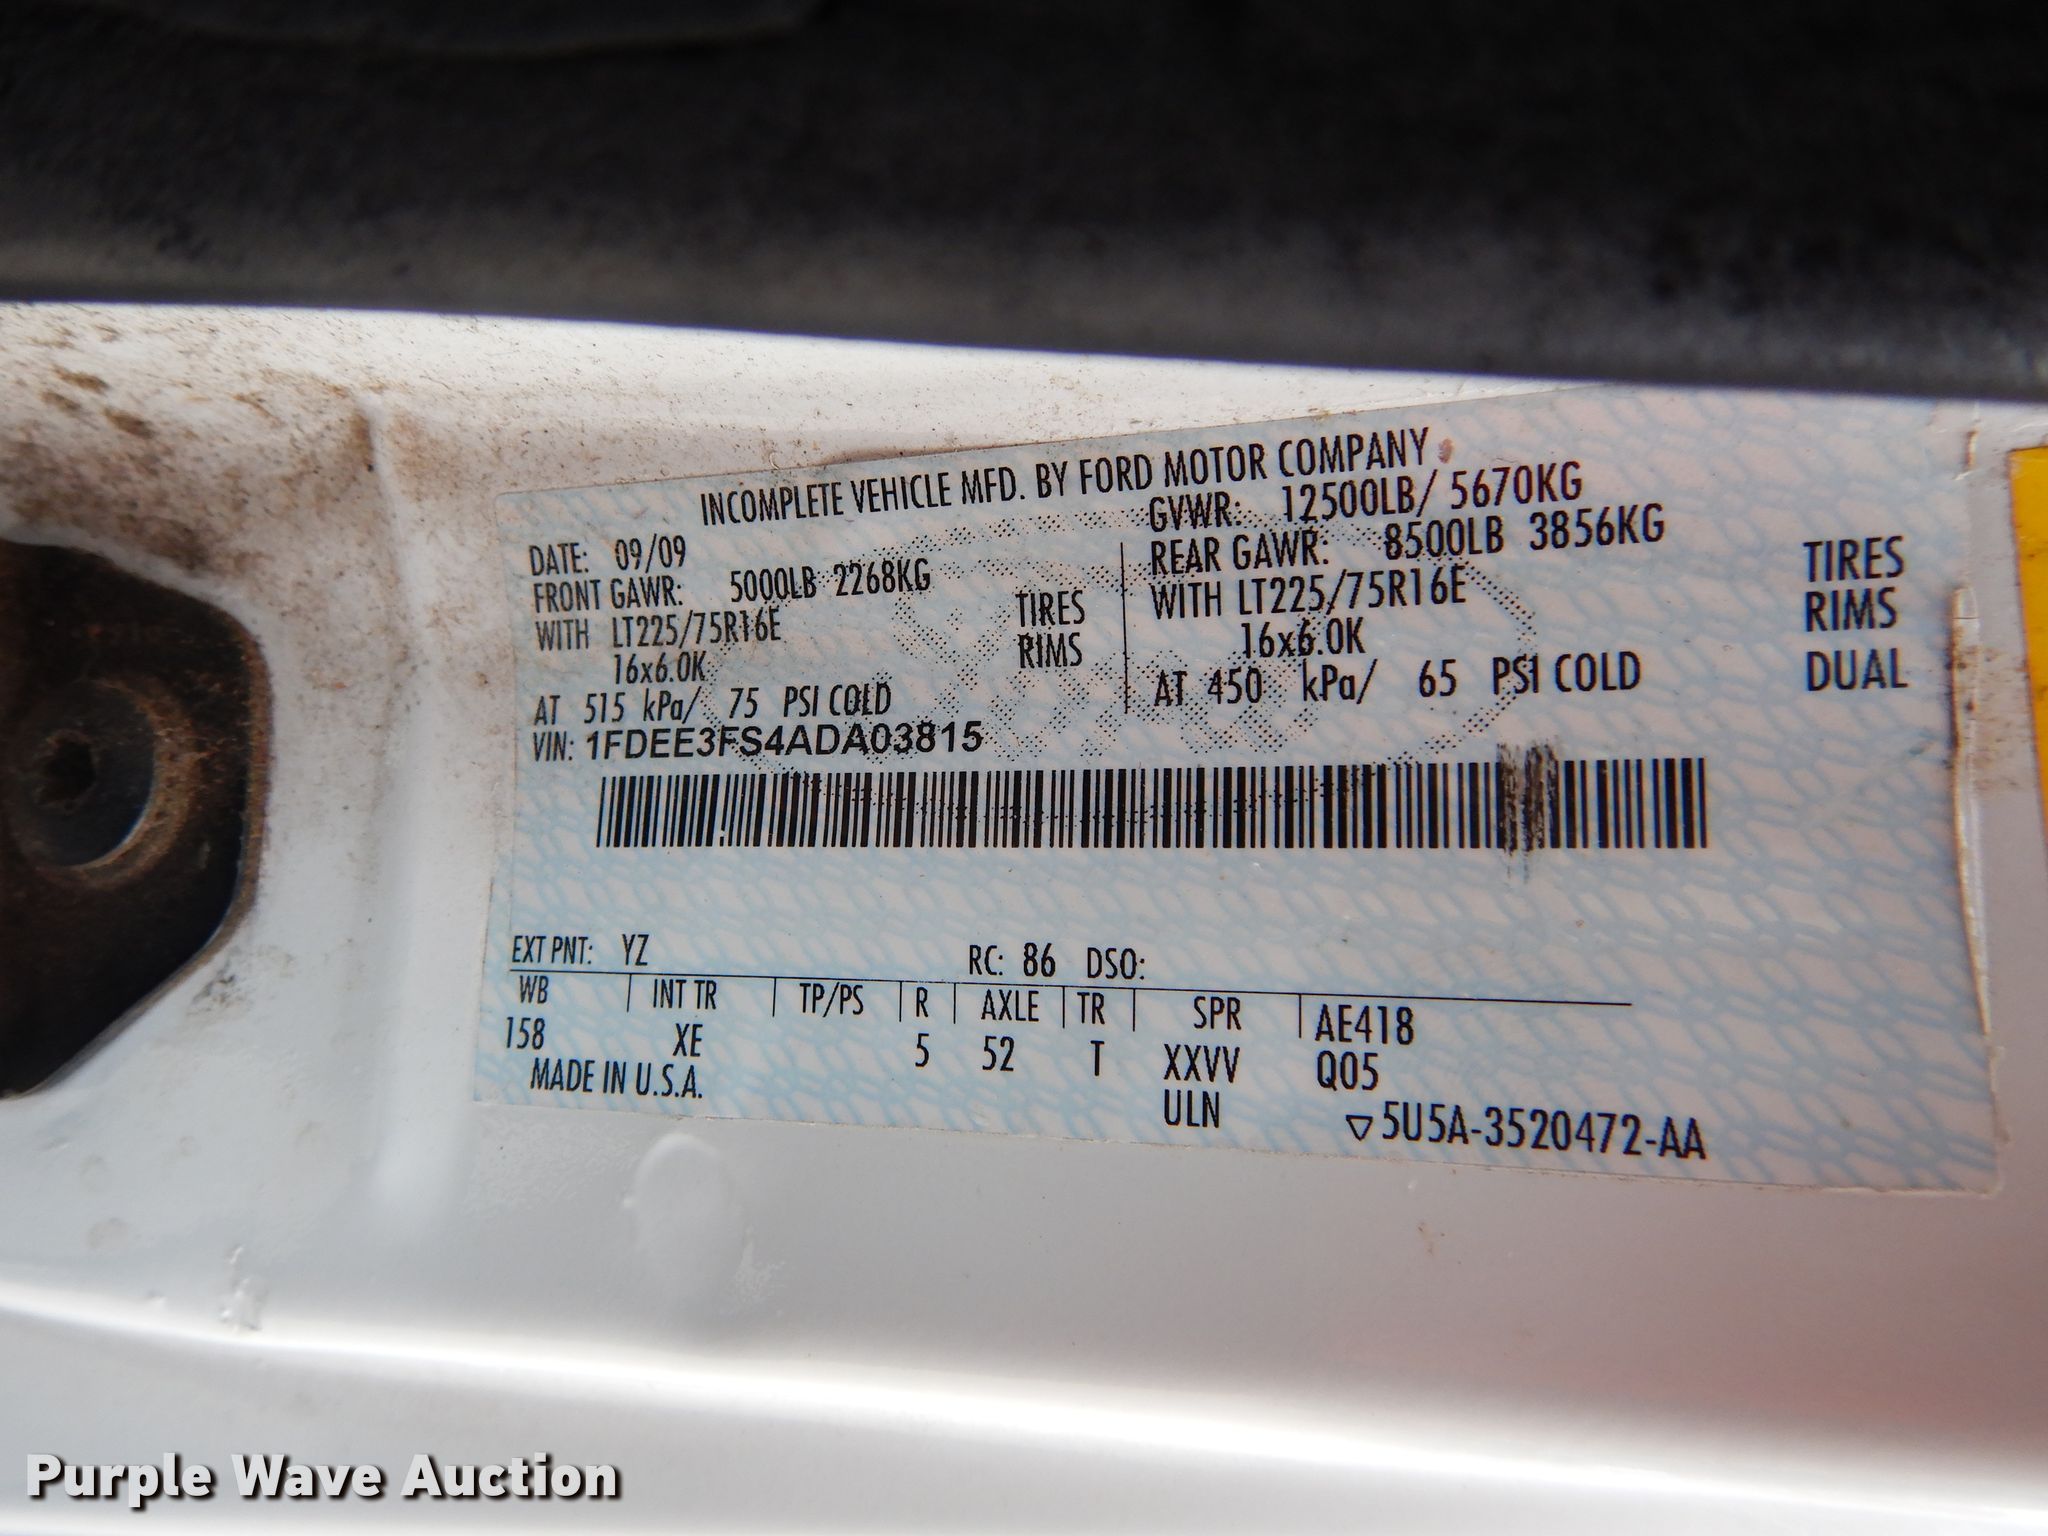 INCOMPLETE VEHICLE MFD. BY FORD MOTOR COMPANY
DATE: 09/09
GVWR: 12500LB/ 5670KG
FRONT GAWR: 5000LB 2268KG
REAR GAWR: 8500LB 3856KG
WITH LT225/75R16E TIRES
WITH LT225/75R16E TIRES
16x6.0K RIMS
16x6.0K RIMS
AT 515 kPa/ 75 PSI COLD
AT 450 kPa/ 65 PSI COLD DUAL
VIN: 1FDEE3FS4ADA03815
EXT PNT: YZ RC: 86 DSO:
WB INT TR TP/PS R AXLE TR SPR AE418
158 XE 5 52 T XXVV Q05
MADE IN U.S.A. ULN ▽5U5A-3520472-AA
Purple Wave Auction